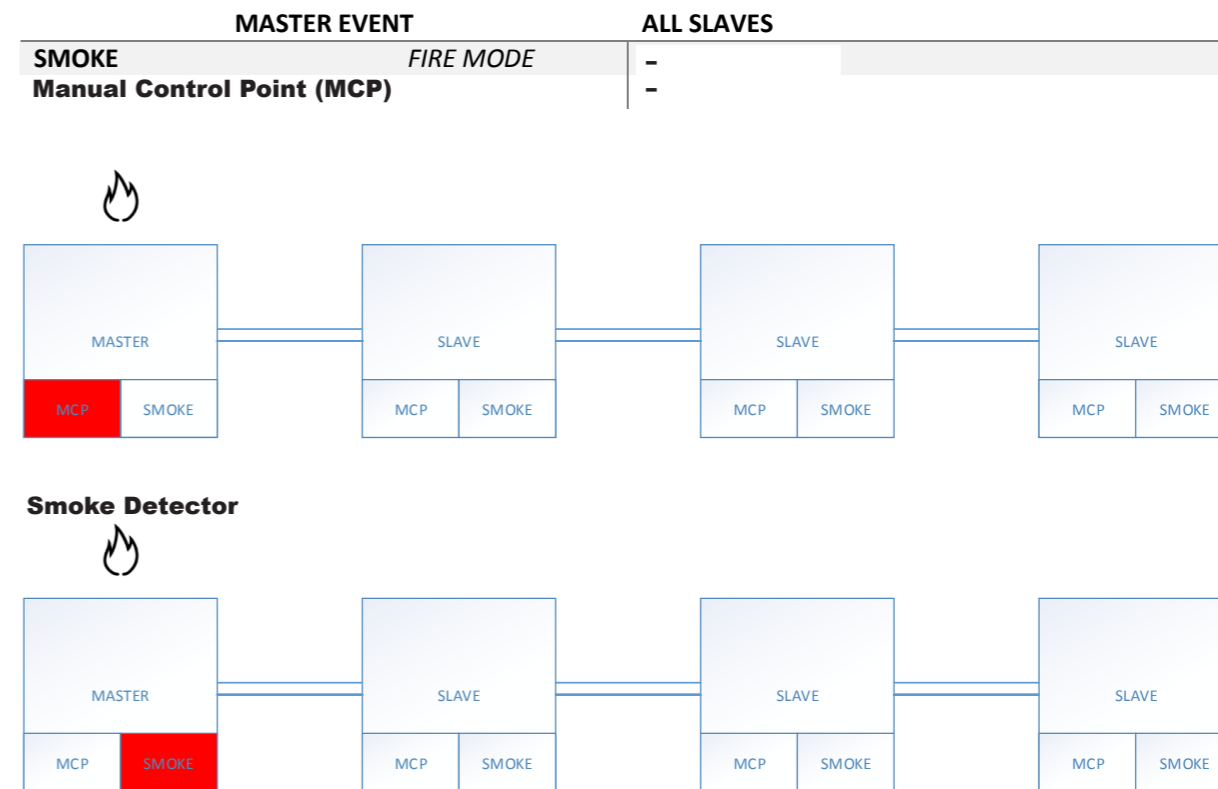 MASTER EVENT ALL SLAVES
SMOKE FIRE MODE -
Manual Control Point (MCP) -
MASTER SLAVE SLAVE SLAVE
MCP SMOKE MCP SMOKE MCP SMOKE MCP SMOKE
Smoke Detector
MASTER SLAVE SLAVE SLAVE
MCP SMOKE MCP SMOKE MCP SMOKE MCP SMOKE